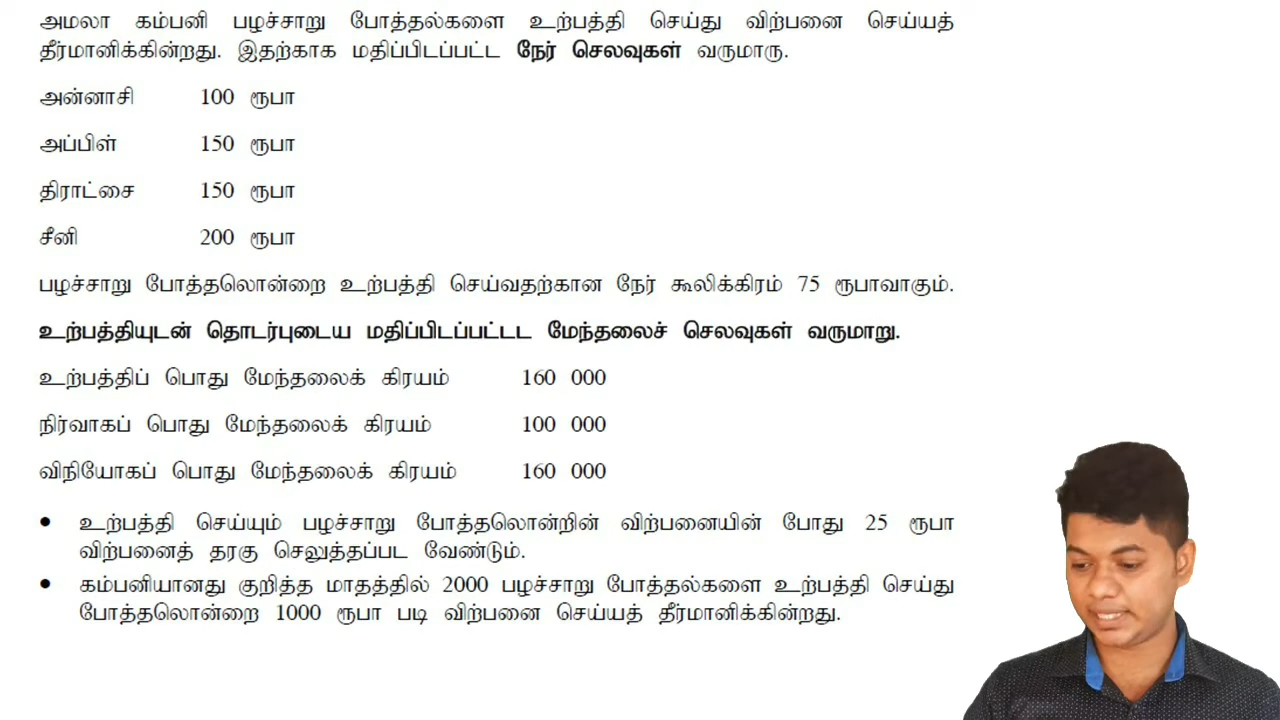 அமலா கம்பனி பழச்சாறு போத்தல்களை உற்பத்தி செய்து விற்பனை செய்யத்
தீர்மானிக்கின்றது. இதற்காக மதிப்பிடப்பட்ட நேர் செலவுகள் வருமாரு.
அன்னாசி 100 ரூபா
அப்பிள் 150 ரூபா
திராட்சை 150 ரூபா
சீனி 200 ரூபா
பழச்சாறு போத்தலொன்றை உற்பத்தி செய்வதற்கான நேர் கூலிக்கிரம் 75 ரூபாவாகும்.
உற்பத்தியுடன் தொடர்புடைய மதிப்பிடப்பட்டட மேந்தலைச் செலவுகள் வருமாறு.
உற்பத்திப் பொது மேந்தலைக் கிரயம் 160 000
நிர்வாகப் பொது மேந்தலைக் கிரயம் 100 000
விநியோகப் பொது மேந்தலைக் கிரயம் 160 000
• உற்பத்தி செய்யும் பழச்சாறு போத்தலொன்றின் விற்பனையின் போது 25 ரூபா
விற்பனைத் தரகு செலுத்தப்பட வேண்டும்.
• கம்பனியானது குறித்த மாதத்தில் 2000 பழச்சாறு போத்தல்களை உற்பத்தி செய்து
போத்தலொன்றை 1000 ரூபா படி விற்பனை செய்யத் தீர்மானிக்கின்றது.